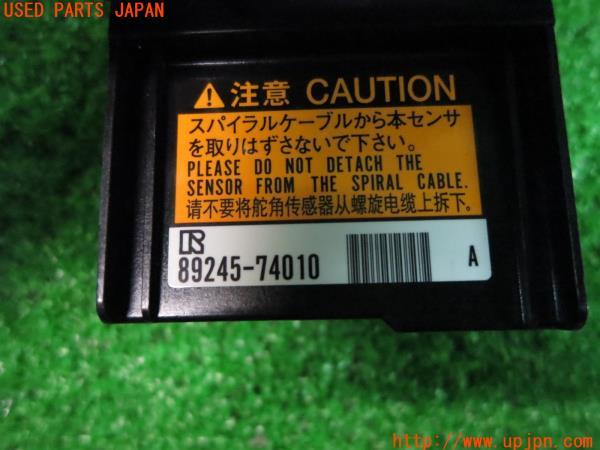 USED PARTS JAPAN
注意 CAUTION
スパイラルケーブルから本センサ
を取りはずさないで下さい。
PLEASE DO NOT DETACH THE
SENSOR FROM THE SPIRAL CABLE.
请不要将舵角传感器从螺旋电缆上拆下。
R
89245-74010 A
http://www.upjpn.com/